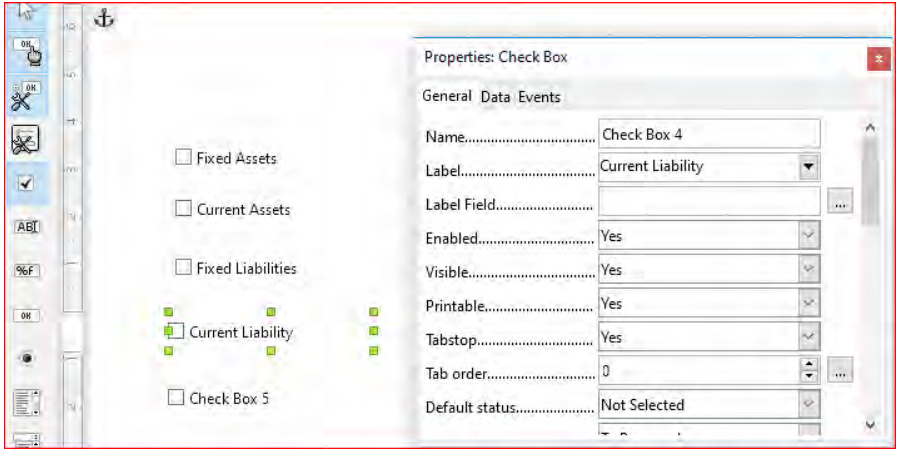 OK
Properties: Check Box
OK
General Data Events
Name Check Box 4
Fixed Assets
Label Current Liability
Current Assets
Label Field ...
ABI
Enabled Yes
Fixed Liabilities
%F
Visible Yes
Printable Yes
OK
Current Liability
Tabstop Yes
Tab order 0 ...
Check Box 5
Default status Not Selected